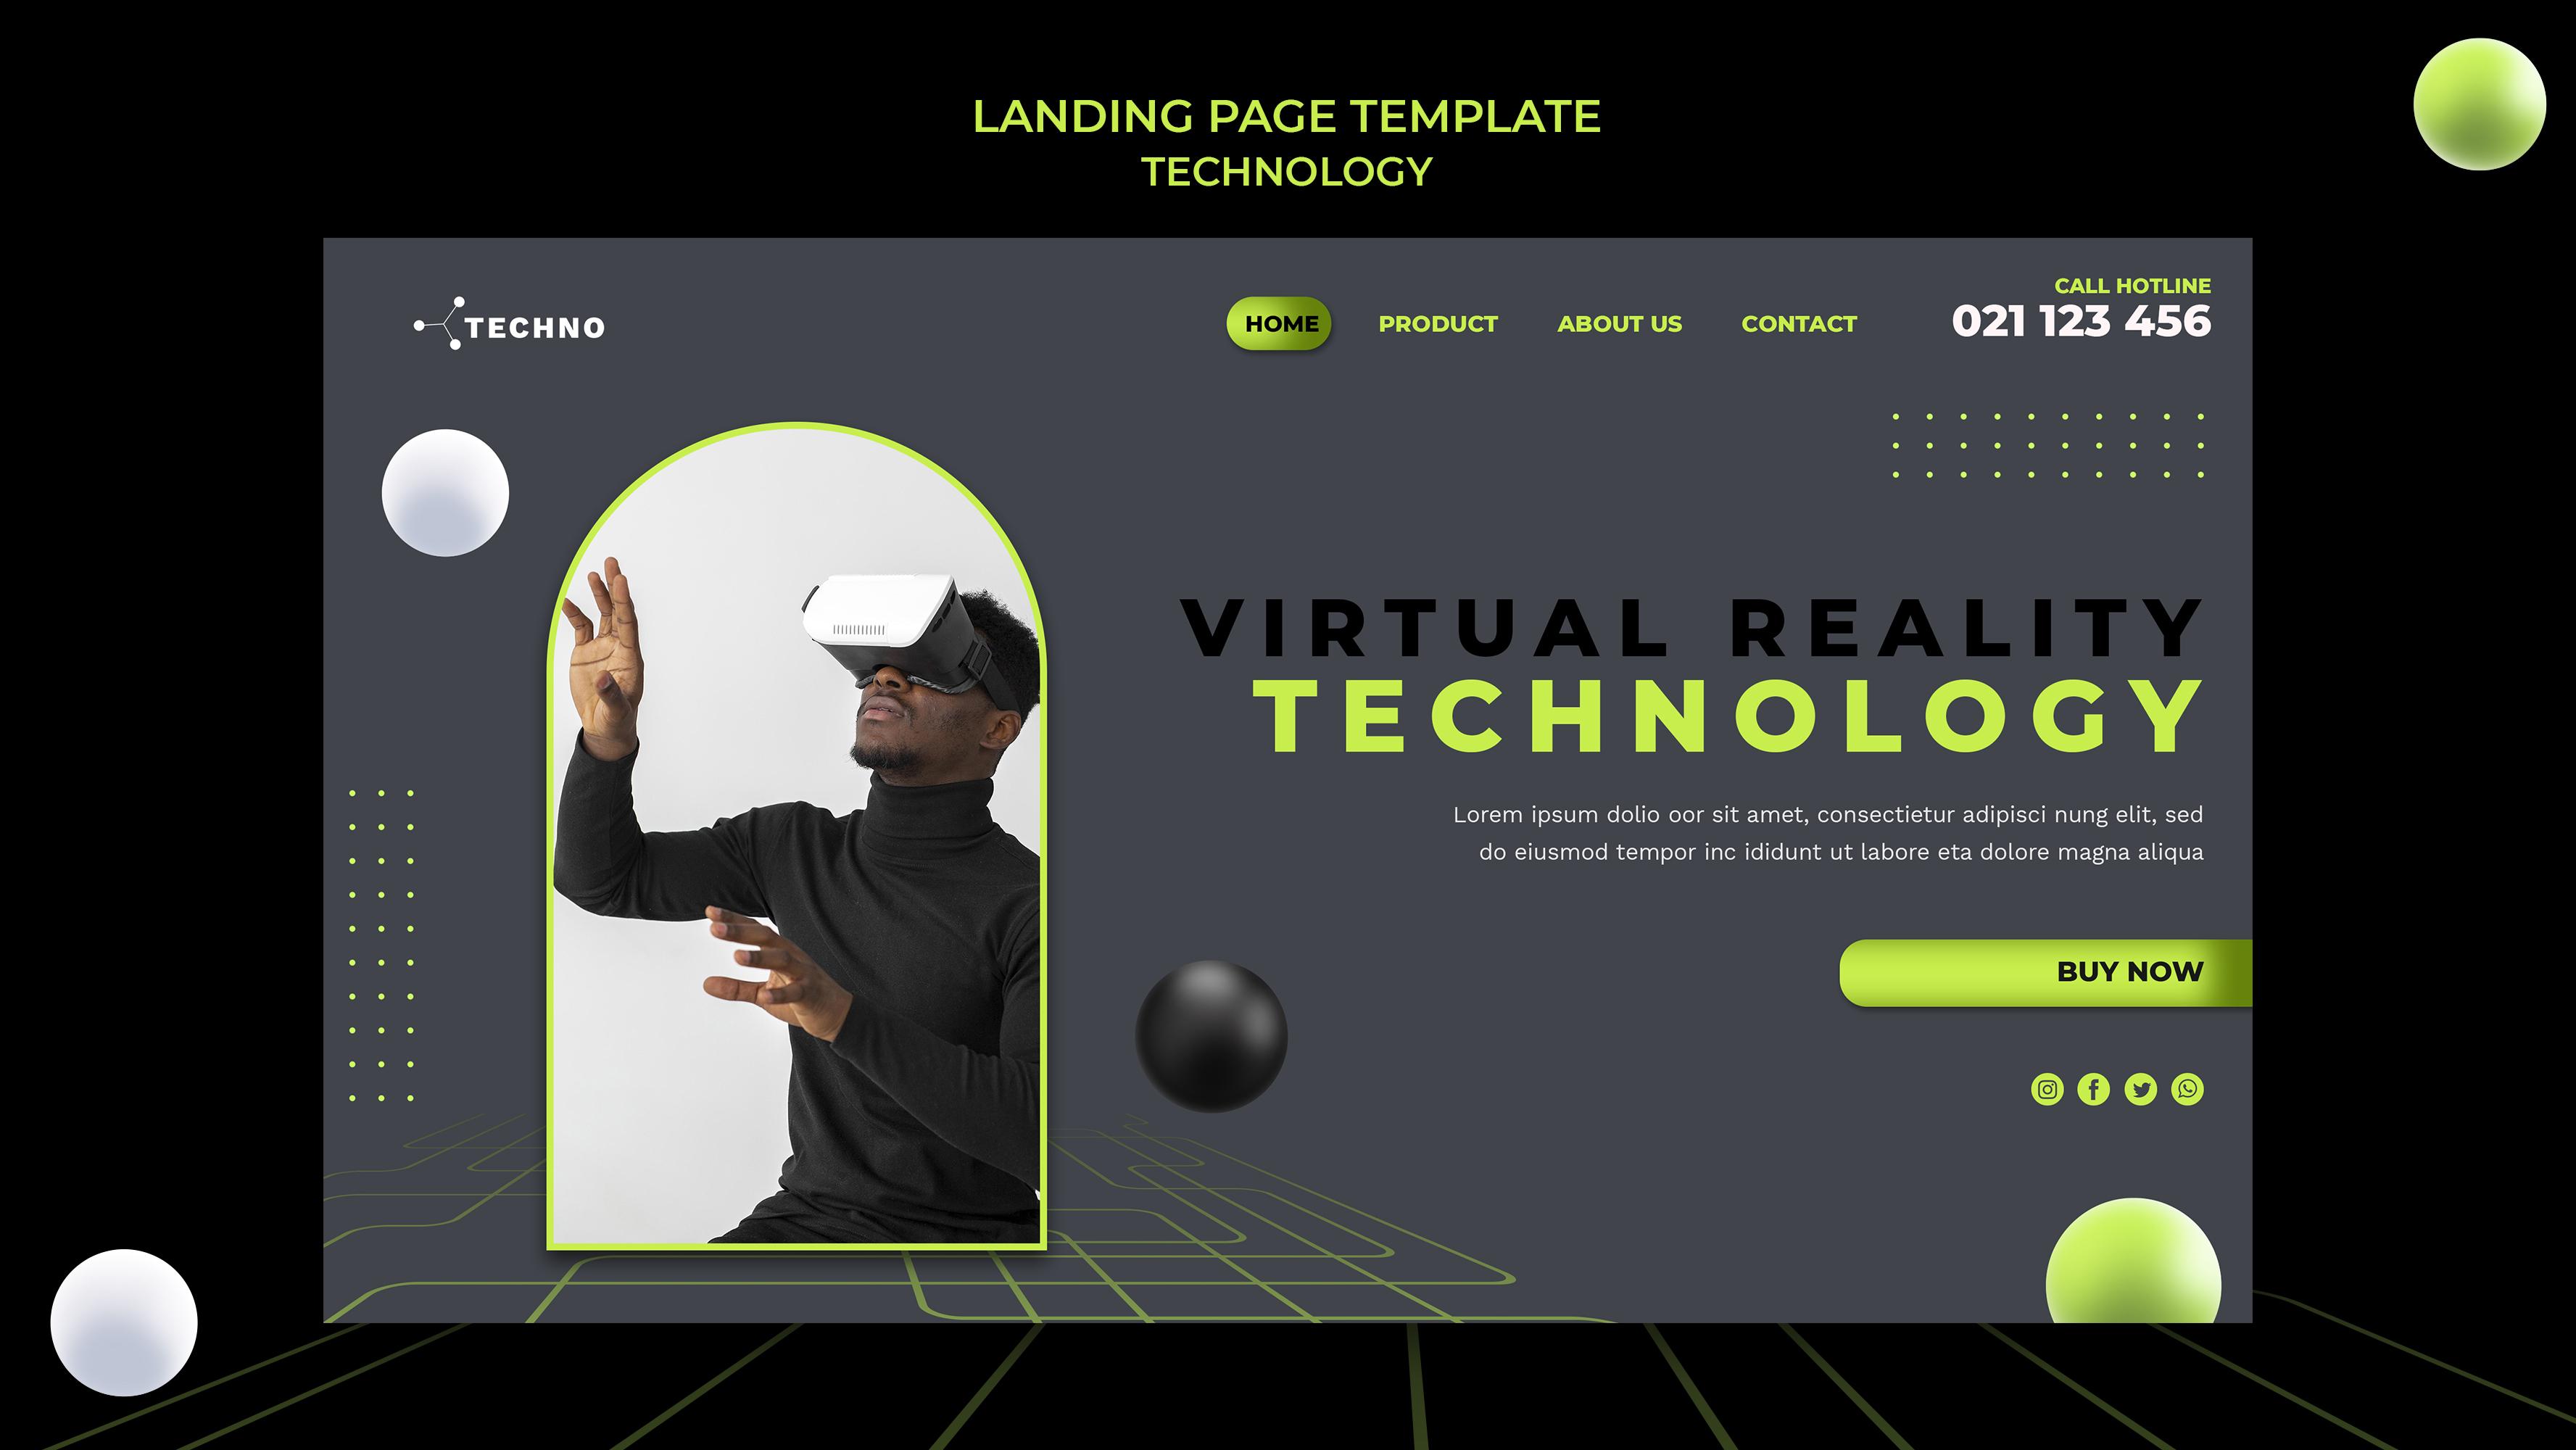 LANDING PAGE TEMPLATE
TECHNOLOGY
TECHNO
HOME
PRODUCT
ABOUT US
CONTACT
CALL HOTLINE
021 123 456
VIRTUAL REALITY
TECHNOLOGY
Lorem ipsum dolio oor sit amet, consectietur adipisci nung elit, sed
do eiusmod tempor inc ididunt ut labore eta dolore magna aliqua
BUY NOW